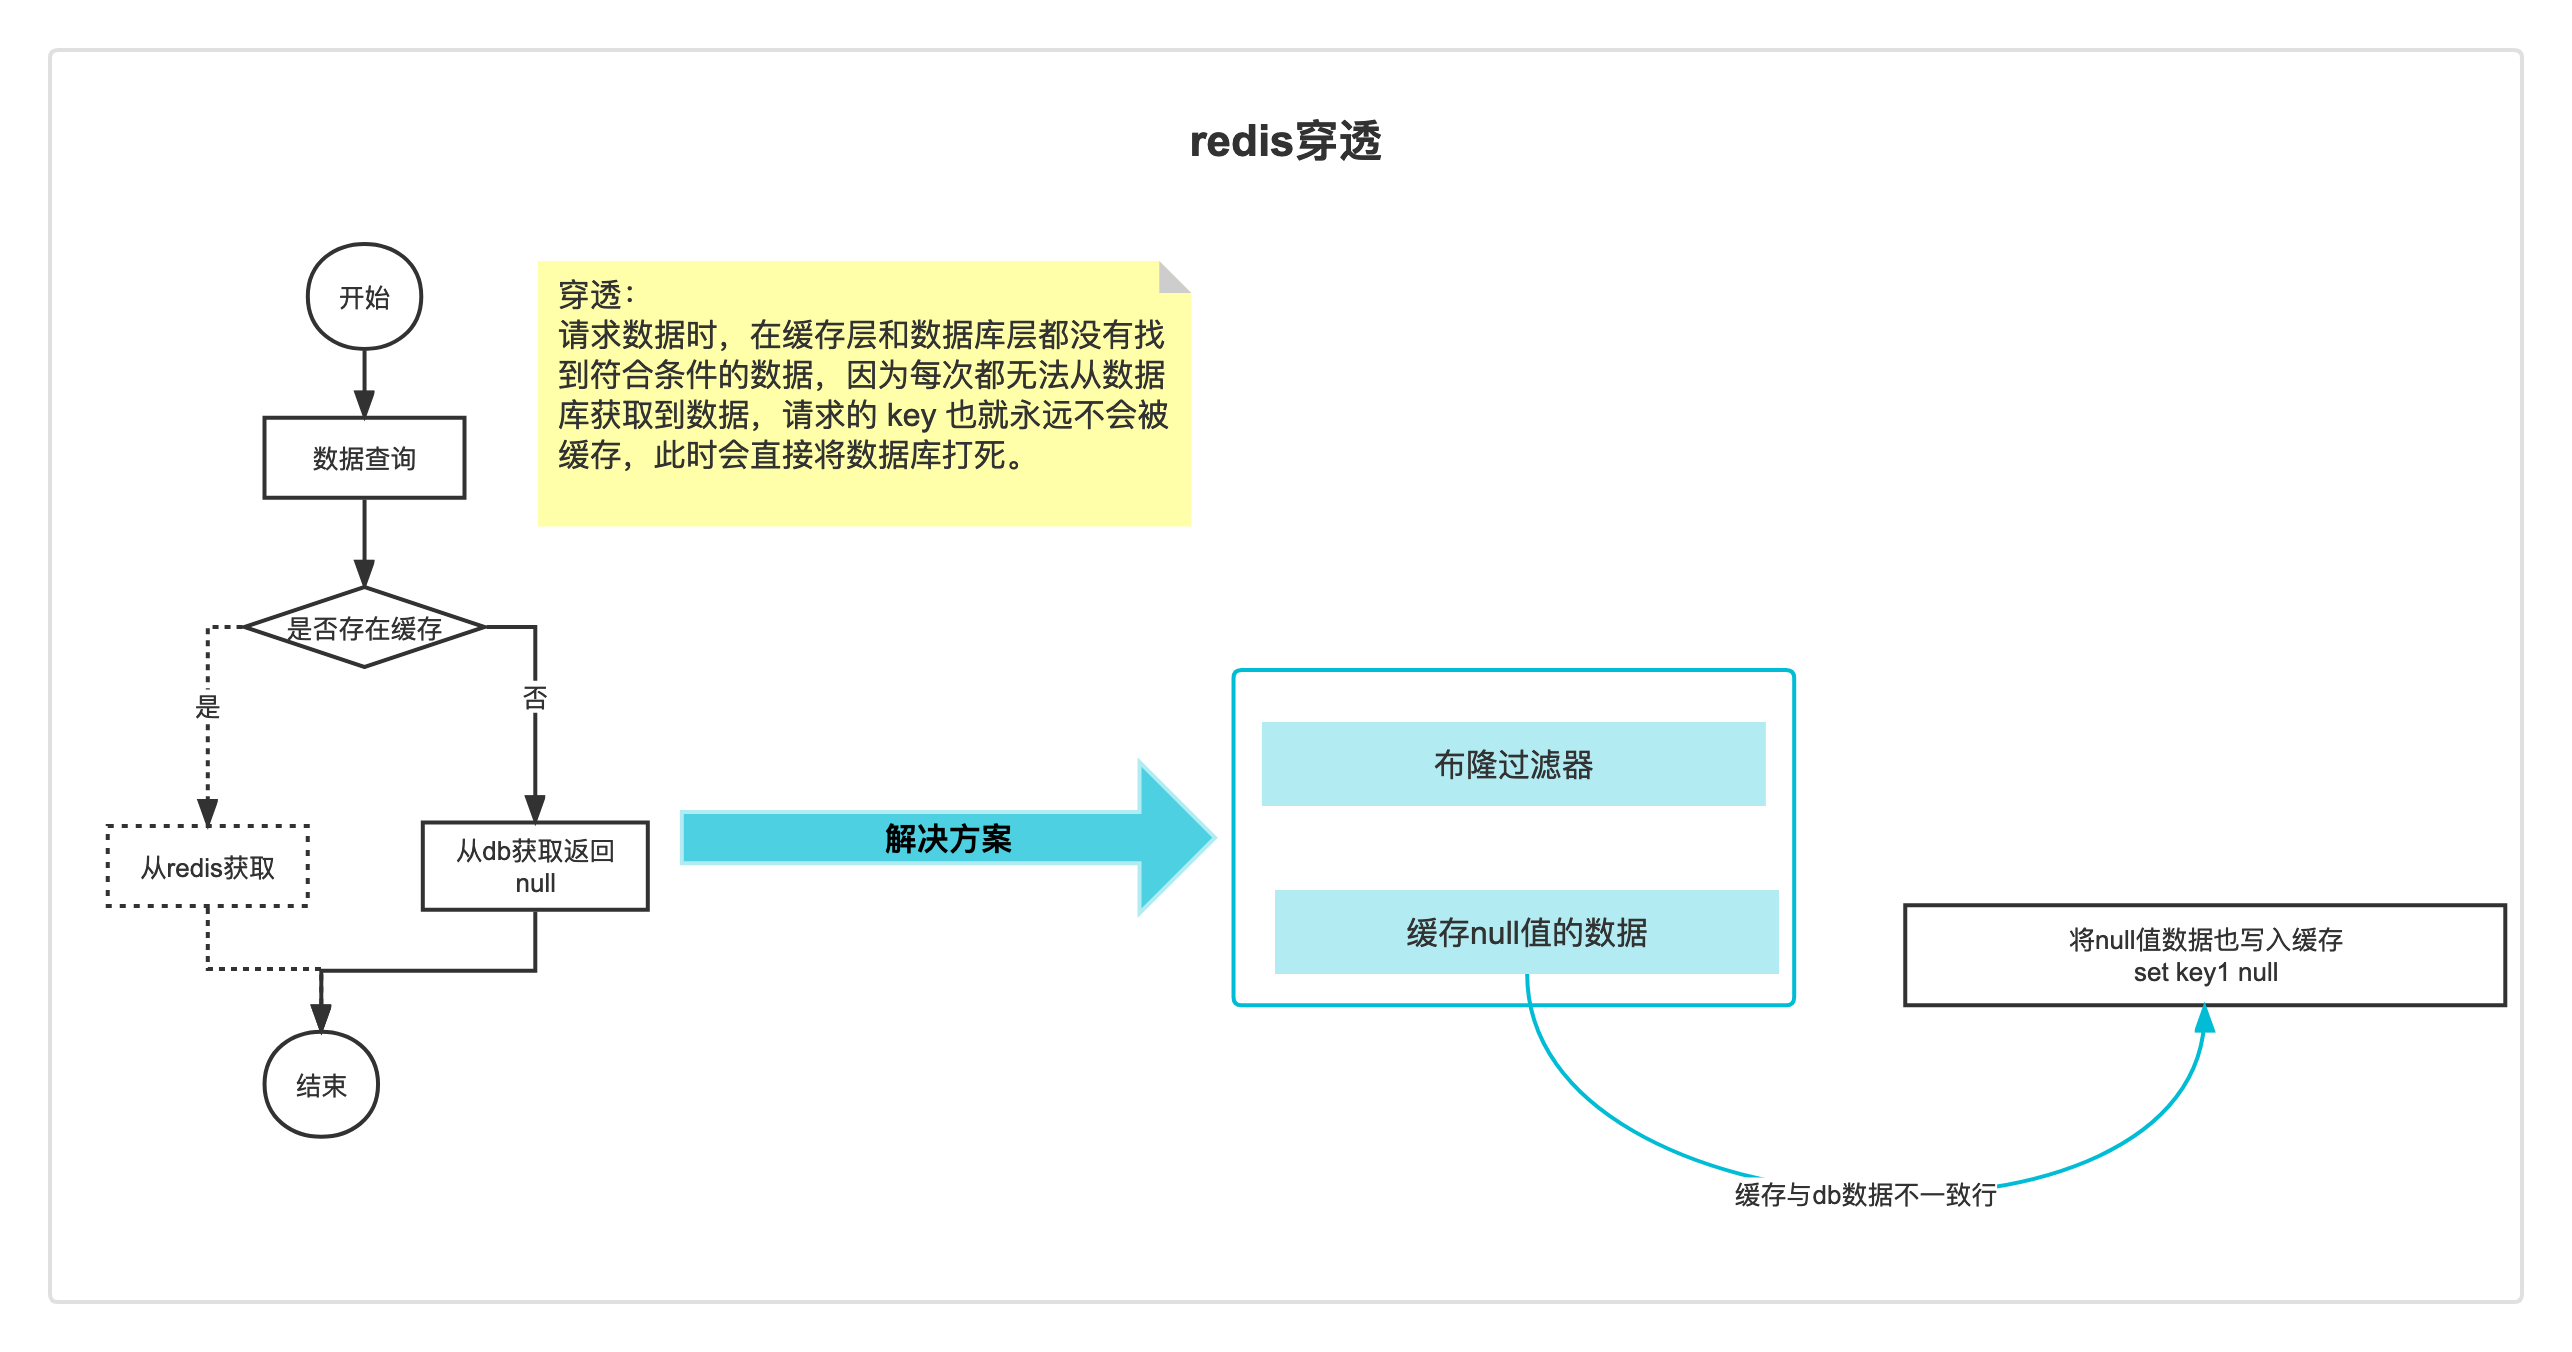 redis穿透
开始
穿透：
请求数据时，在缓存层和数据库层都没有找
到符合条件的数据，因为每次都无法从数据
库获取到数据，请求的 key 也就永远不会被
缓存，此时会直接将数据库打死。
数据查询
是否存在缓存
是
否
从redis获取
从db获取返回
null
结束
解决方案
布隆过滤器
缓存null值的数据
将null值数据也写入缓存
set key1 null
缓存与db数据不一致行